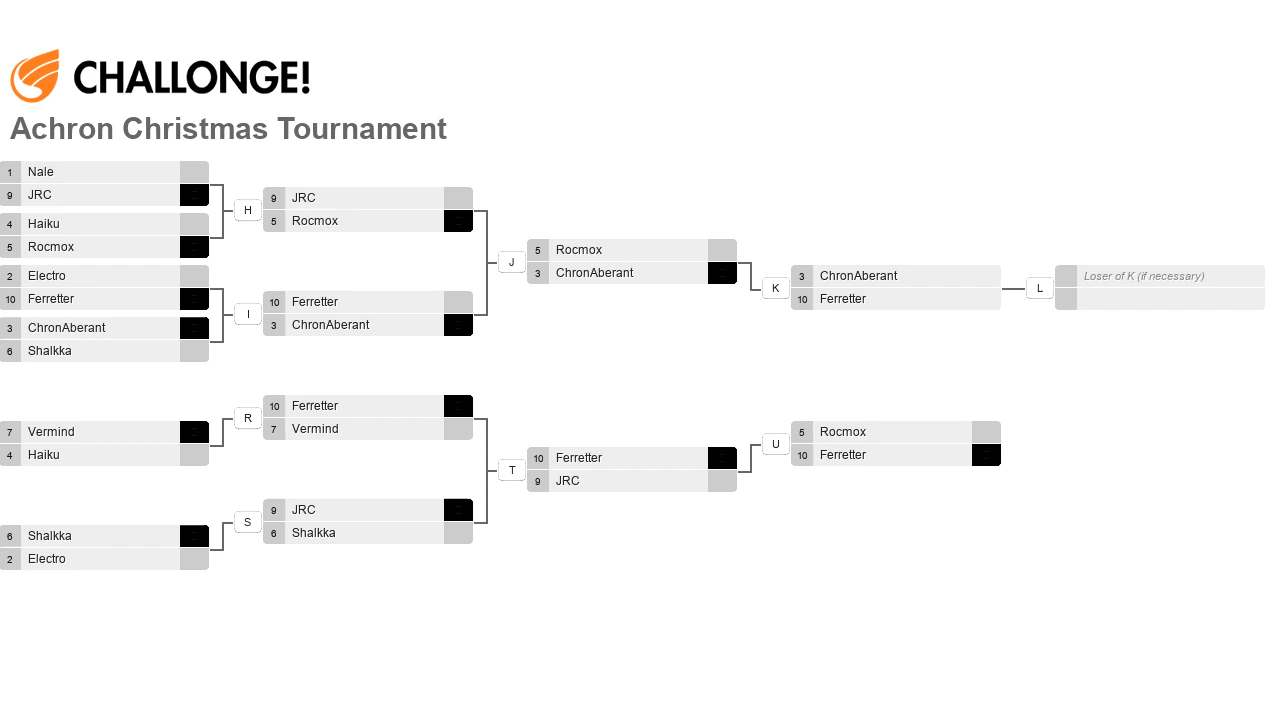 CHALLONGE!
Achron Christmas Tournament
1 Nale
9 JRC
4 Haiku
5 Rocmox
2 Electro
10 Ferretter
3 ChronAberant
6 Shalkka
H
9 JRC
5 Rocmox
I
10 Ferretter
3 ChronAberant
J
5 Rocmox
3 ChronAberant
K
3 ChronAberant
10 Ferretter
L
Loser of K (if necessary)
7 Vermind
4 Haiku
6 Shalkka
2 Electro
R
10 Ferretter
7 Vermind
S
9 JRC
6 Shalkka
T
10 Ferretter
9 JRC
U
5 Rocmox
10 Ferretter